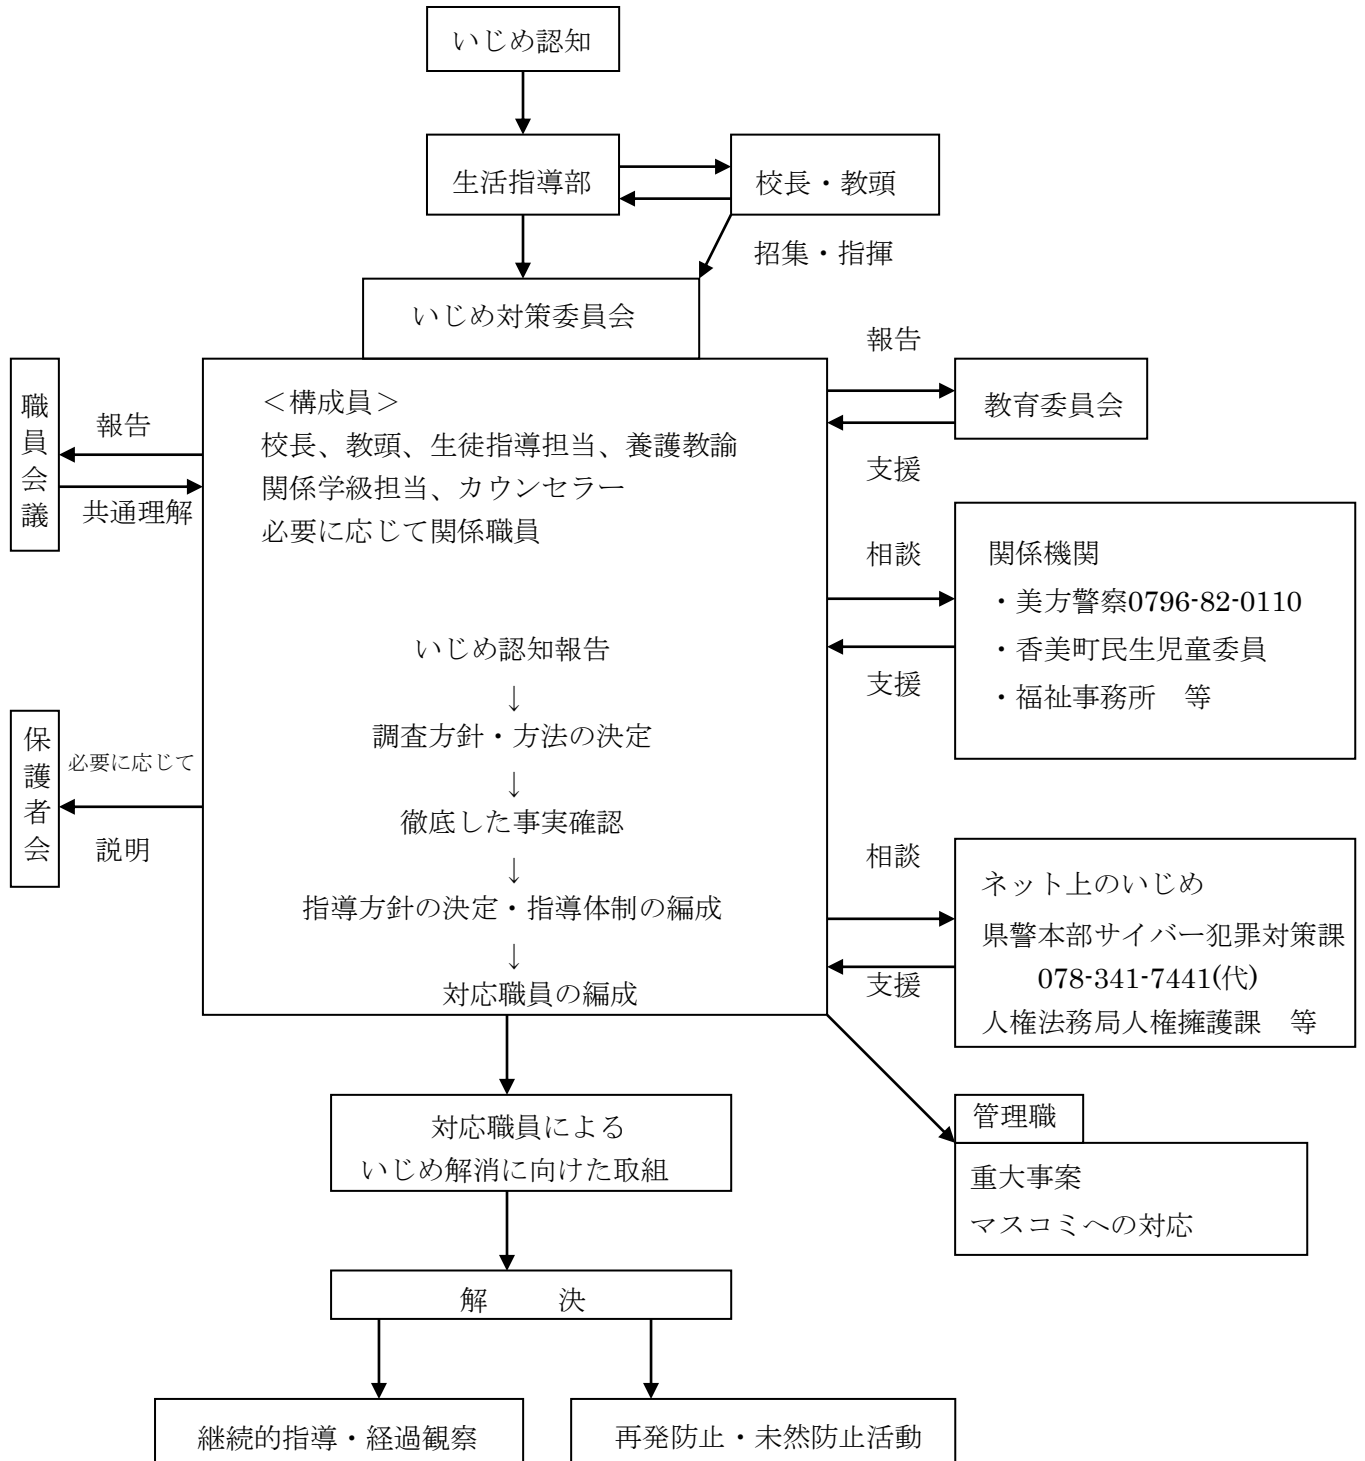 いじめ認知
生活指導部
校長・教頭
招集・指揮
いじめ対策委員会
職員会議
報告
共通理解
<構成員>
校長、教頭、生徒指導担当、養護教諭
関係学級担当、カウンセラー
必要に応じて関係職員
報告
教育委員会
支援
相談
関係機関
・美方警察0796-82-0110
・香美町民生児童委員
・福祉事務所 等
支援
いじめ認知報告
↓
調査方針・方法の決定
↓
徹底した事実確認
↓
指導方針の決定・指導体制の編成
↓
対応職員の編成
保護者会
必要に応じて
説明
相談
ネット上のいじめ
県警本部サイバー犯罪対策課
078-341-7441(代)
人権法務局人権擁護課 等
支援
管理職
重大事案
マスコミへの対応
対応職員による
いじめ解消に向けた取組
解 決
継続的指導・経過観察
再発防止・未然防止活動